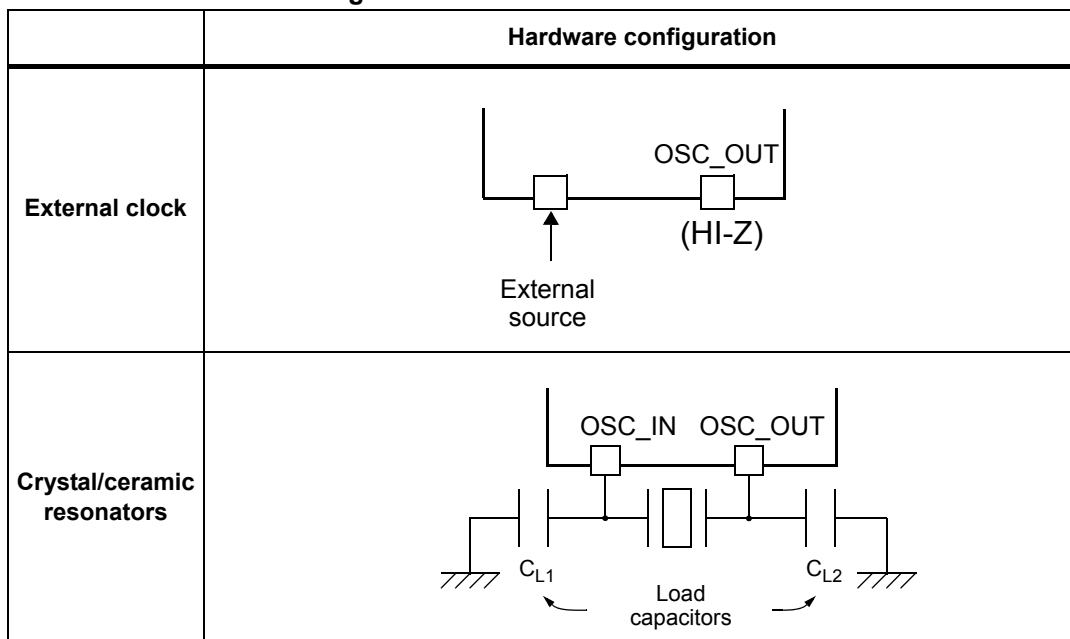 Hardware configuration
External clock
OSC_OUT
(HI-Z)
External
source
Crystal/ceramic
resonators
OSC_IN OSC_OUT
CL1
CL2
Load
capacitors